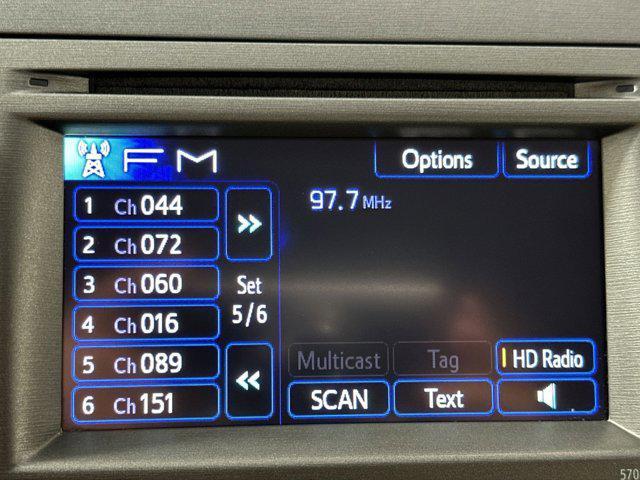 FM
Options
Source
1 Ch 044
97.7 MHz
2 Ch 072
3 Ch 060
Set
4 Ch 016
5/6
5 Ch 089
Multicast
Tag
HD Radio
6 Ch 151
SCAN
Text
570